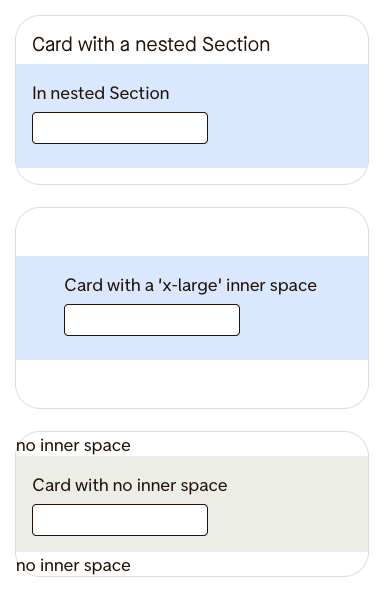 Card with a nested Section
In nested Section
Card with a 'x-large' inner space
no inner space
Card with no inner space
no inner space